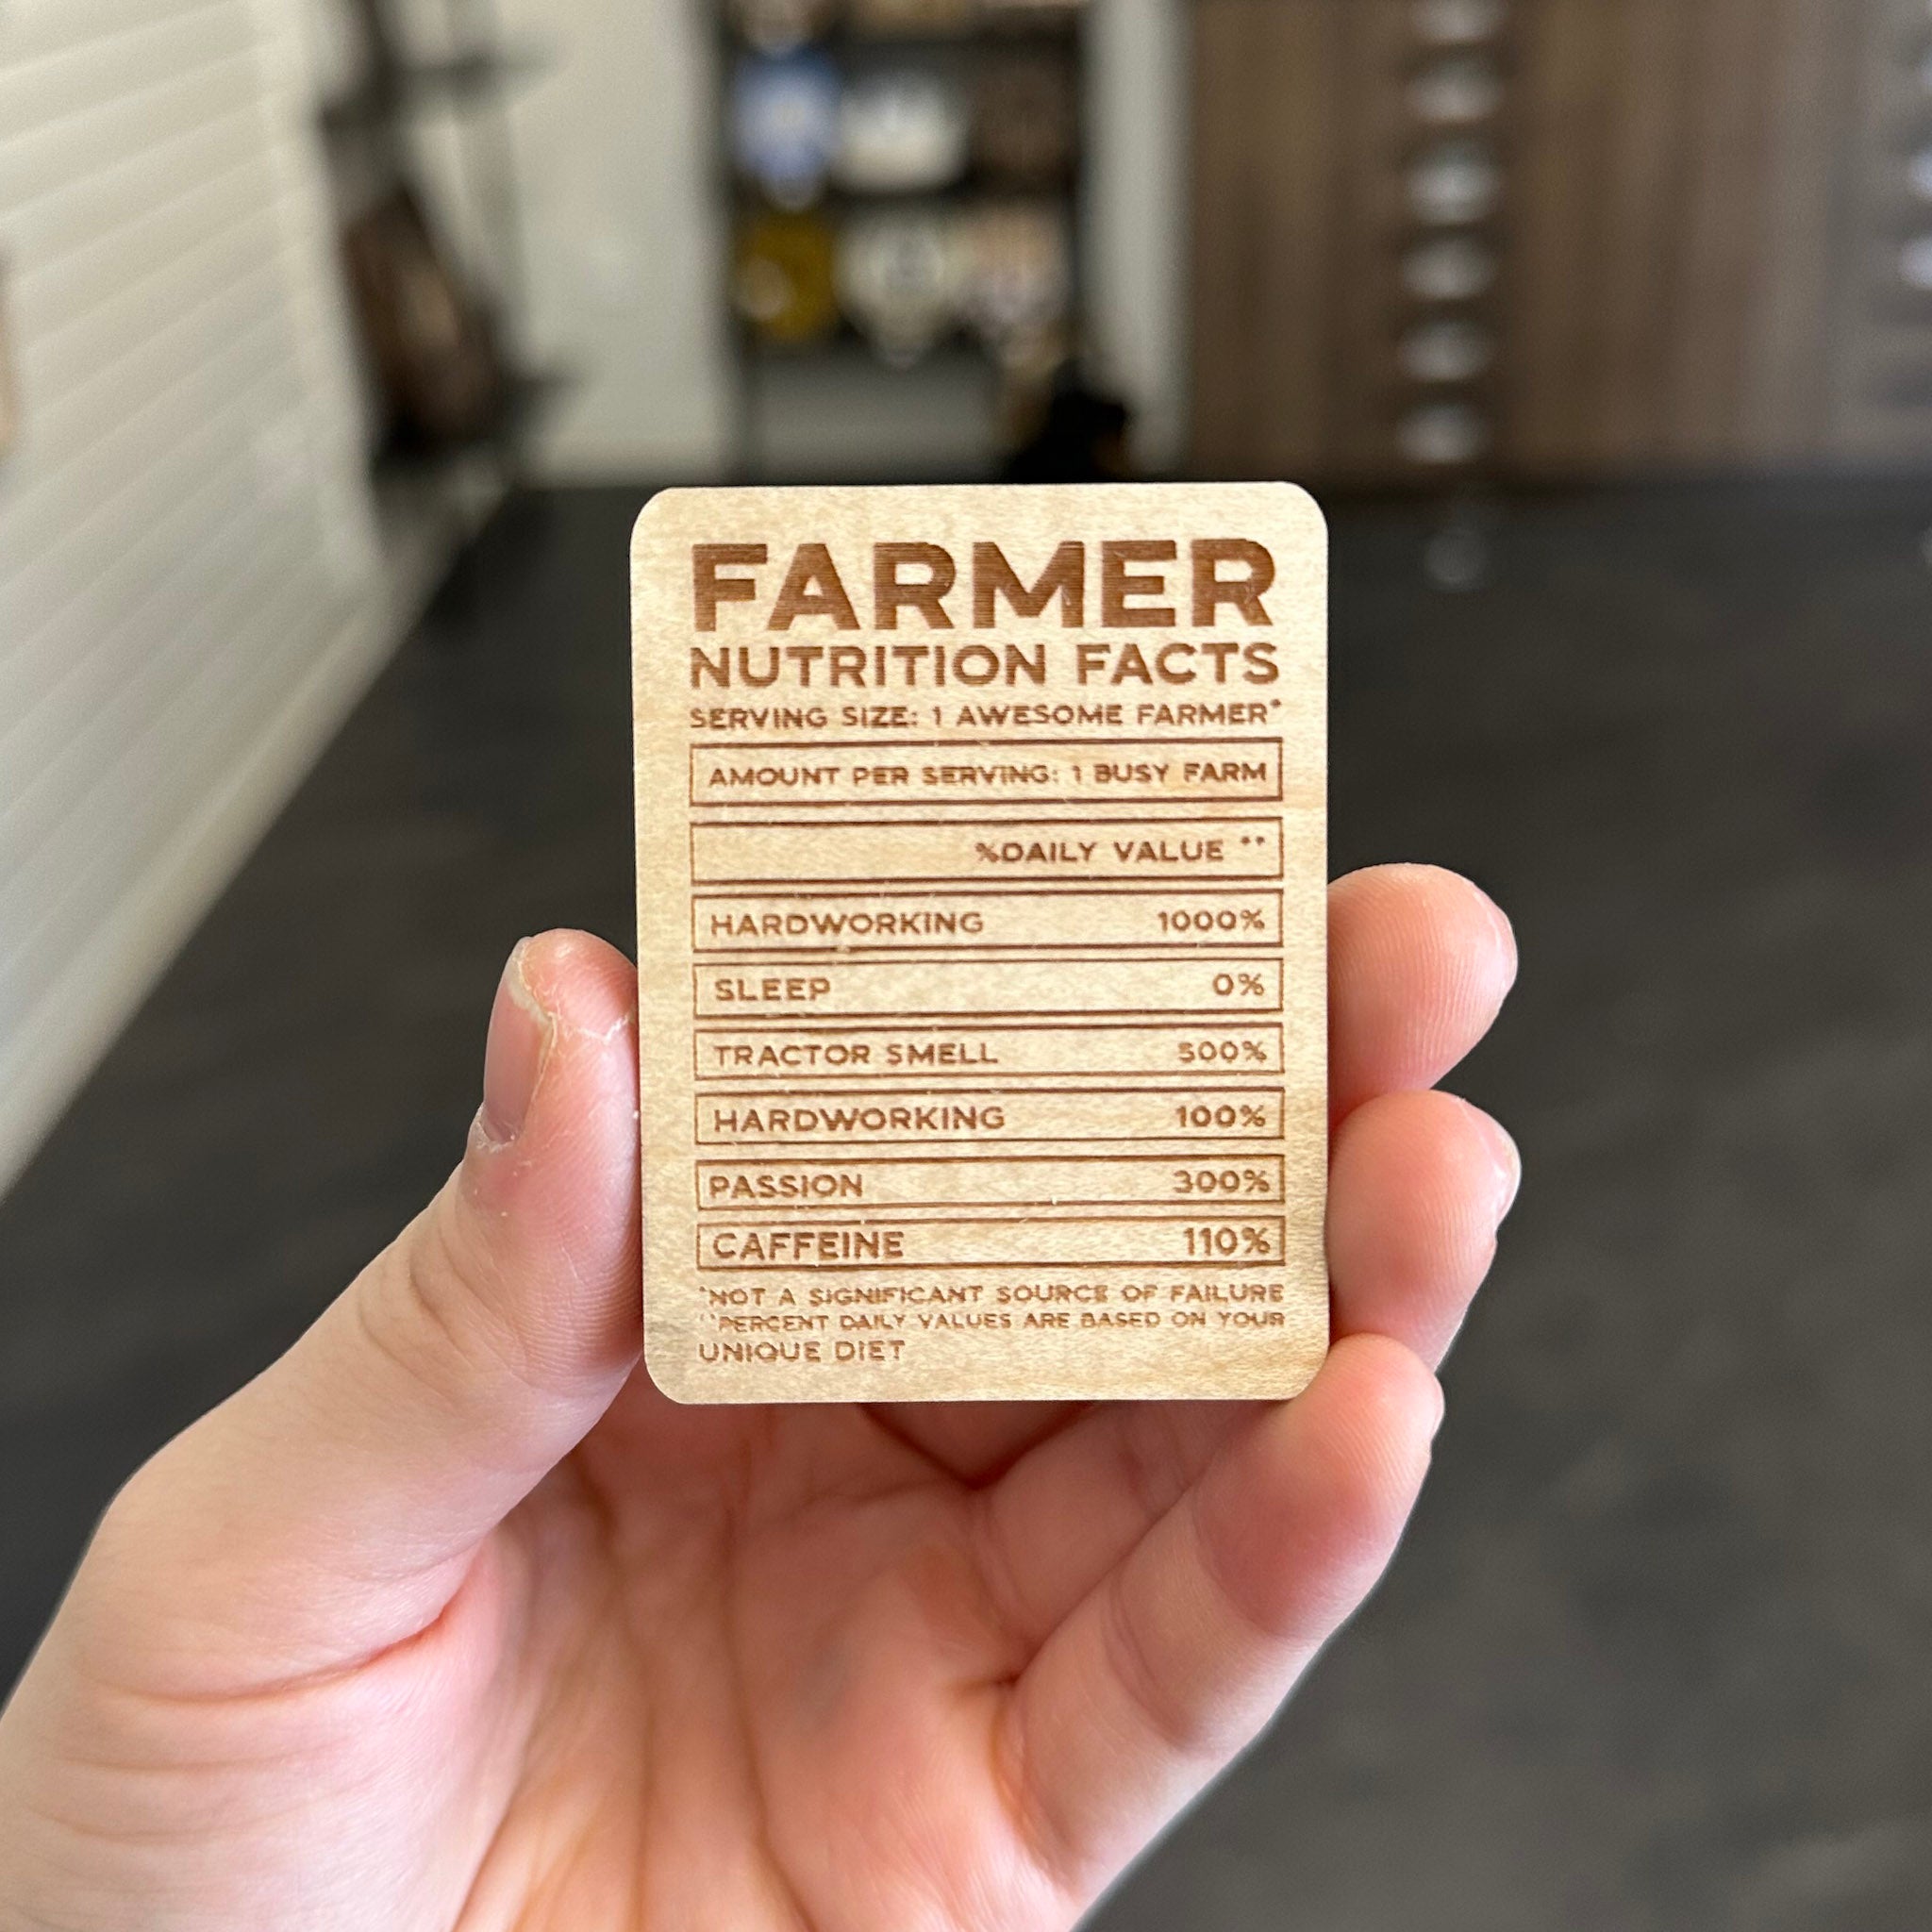 FARMER
NUTRITION FACTS
SERVING SIZE: 1 AWESOME FARMER*
AMOUNT PER SERVING: 1 BUSY FARM
%DAILY VALUE **
HARDWORKING 1000%
SLEEP 0%
TRACTOR SMELL 500%
HARDWORKING 100%
PASSION 300%
CAFFEINE 110%
*NOT A SIGNIFICANT SOURCE OF FAILURE
**PERCENT DAILY VALUES ARE BASED ON YOUR
UNIQUE DIET